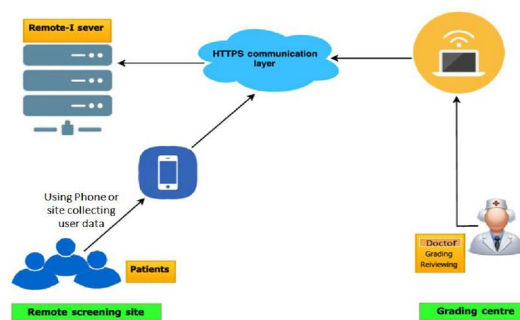 Remote-I sever
HTTPS communication
layer
Using Phone or
site collecting
user data
Patients
Doctor
Grading
Reiviewing
Remote screening site
Grading centre